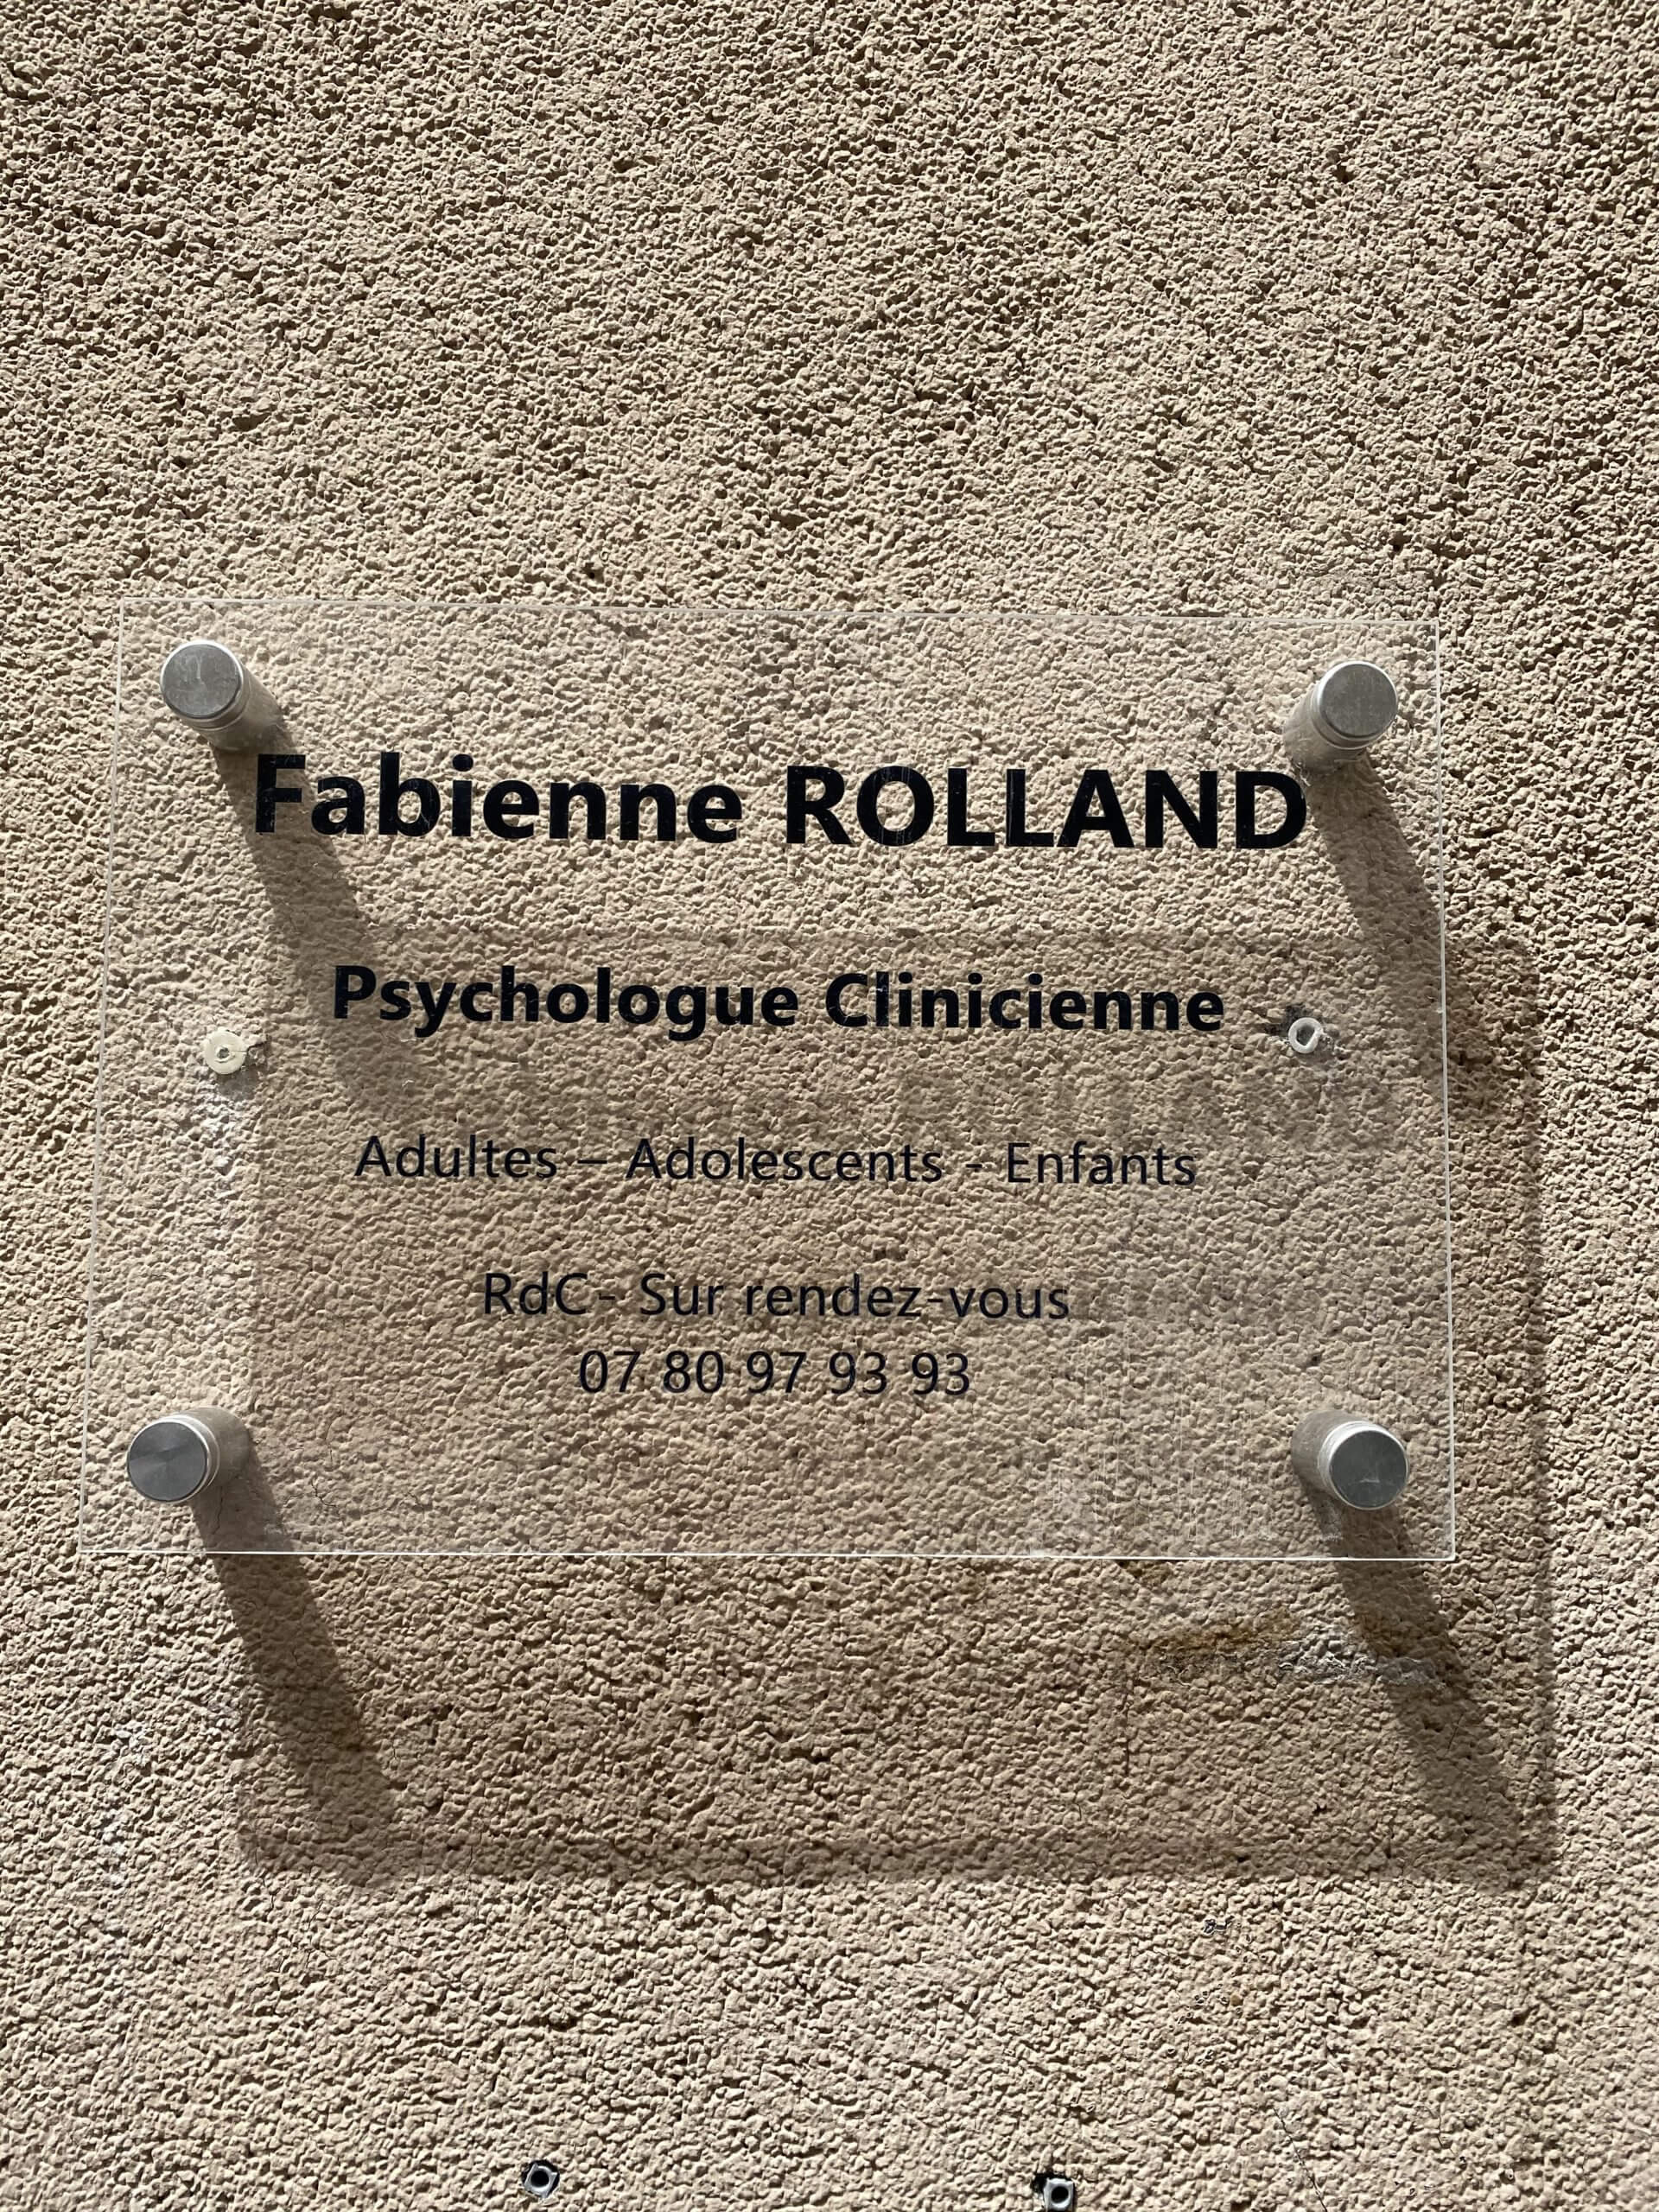 Fabienne ROLLAND
Psychologue Clinicienne
Adultes – Adolescents - Enfants
RdC- Sur rendez-vous
07 80 97 93 93